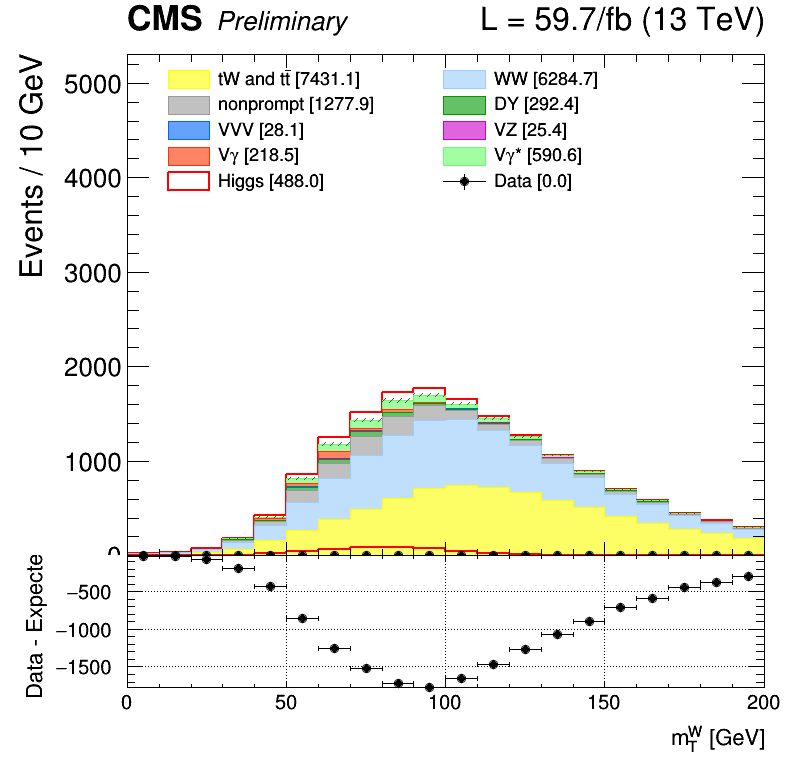 CMS Preliminary L = 59.7/fb (13 TeV)
Events / 10 GeV
5000
4000
3000
2000
1000
0
tW and tt̄ [7431.1] WW [6284.7]
nonprompt [1277.9] DY [292.4]
VVV [28.1] VZ [25.4]
Vγ [218.5] Vγ* [590.6]
Higgs [488.0] Data [0.0]
Data - Expecte
−500
−1000
−1500
0 50 100 150 200
m_T^W [GeV]